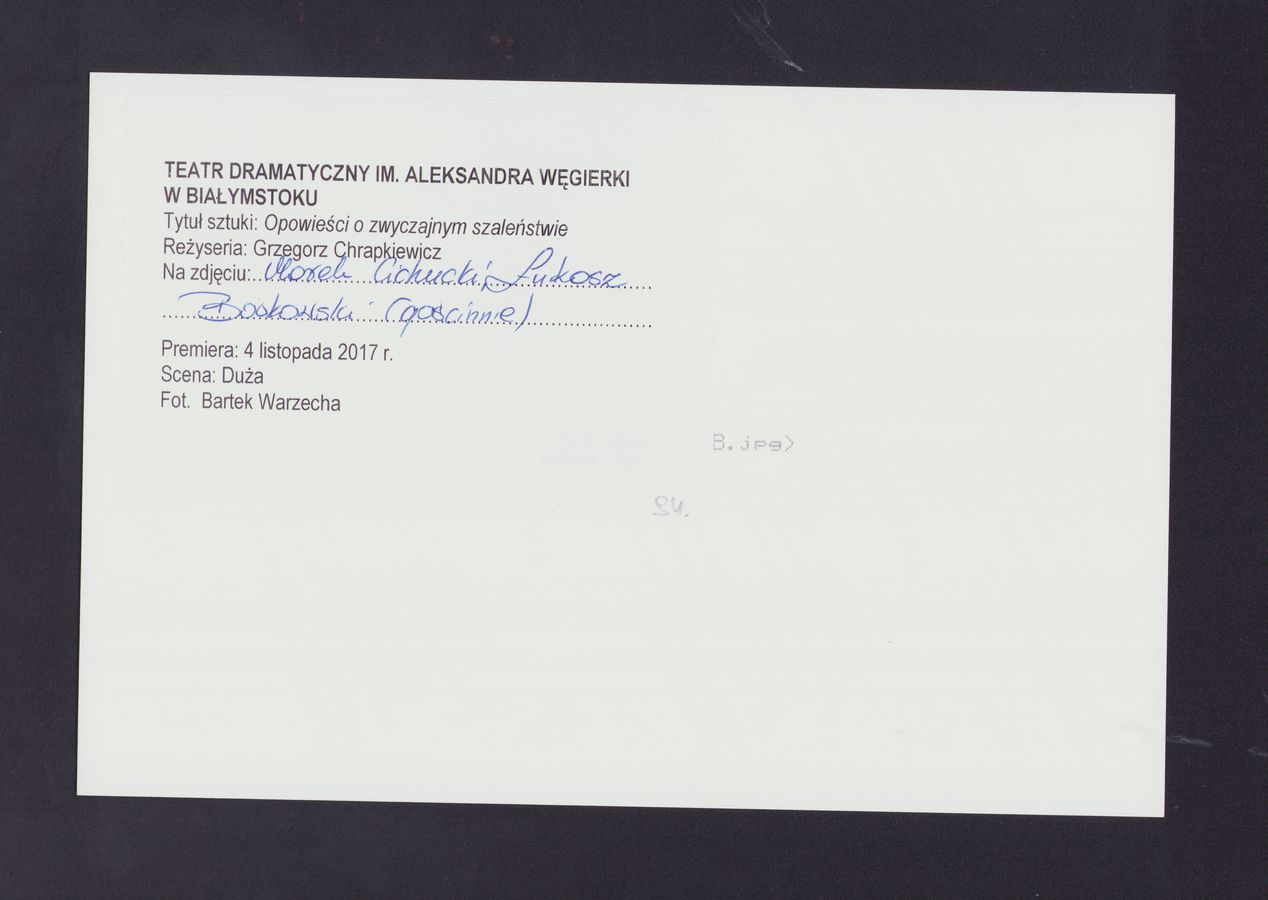 TEATR DRAMATYCZNY IM. ALEKSANDRA WĘGIERKI
W BIAŁYMSTOKU
Tytuł sztuki: Opowieści o zwyczajnym szaleństwie
Reżyseria: Grzegorz Chrapkiewicz
Na zdjęciu: Marek Cichucki, Łukasz
Borkowski (gościnnie)
Premiera: 4 listopada 2017 r.
Scena: Duża
Fot. Bartek Warzecha
B.jpg>